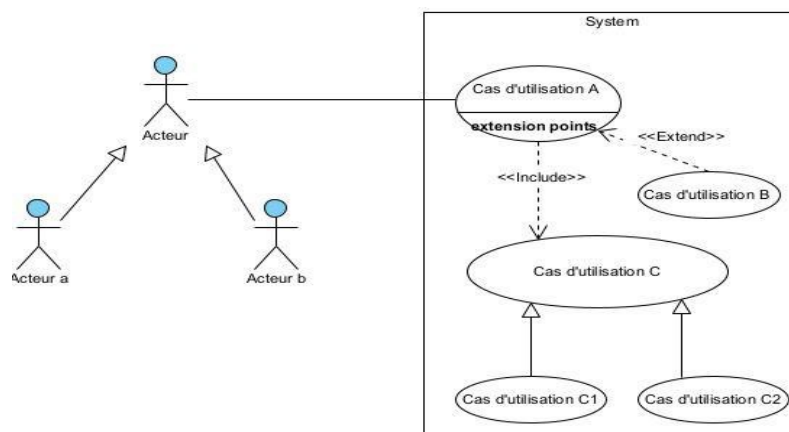 System
Cas d'utilisation A
extension points
Acteur
<<Extend>>
<<Include>>
Cas d'utilisation B
Acteur a
Acteur b
Cas d'utilisation C
Cas d'utilisation C1
Cas d'utilisation C2